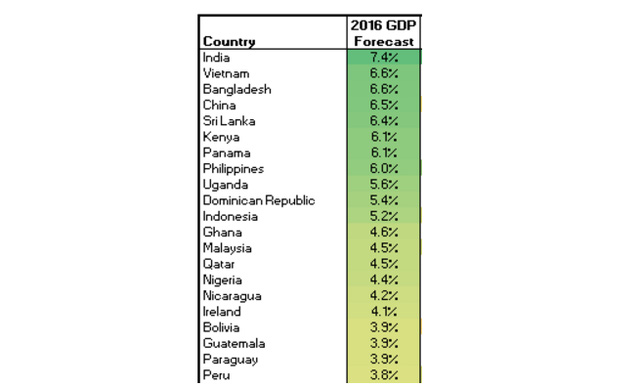 2016 GDP
Country Forecast
India 7.4%
Vietnam 6.6%
Bangladesh 6.6%
China 6.5%
Sri Lanka 6.4%
Kenya 6.1%
Panama 6.1%
Philippines 6.0%
Uganda 5.6%
Dominican Republic 5.4%
Indonesia 5.2%
Ghana 4.6%
Malaysia 4.5%
Qatar 4.5%
Nigeria 4.4%
Nicaragua 4.2%
Ireland 4.1%
Bolivia 3.9%
Guatemala 3.9%
Paraguay 3.9%
Peru 3.8%